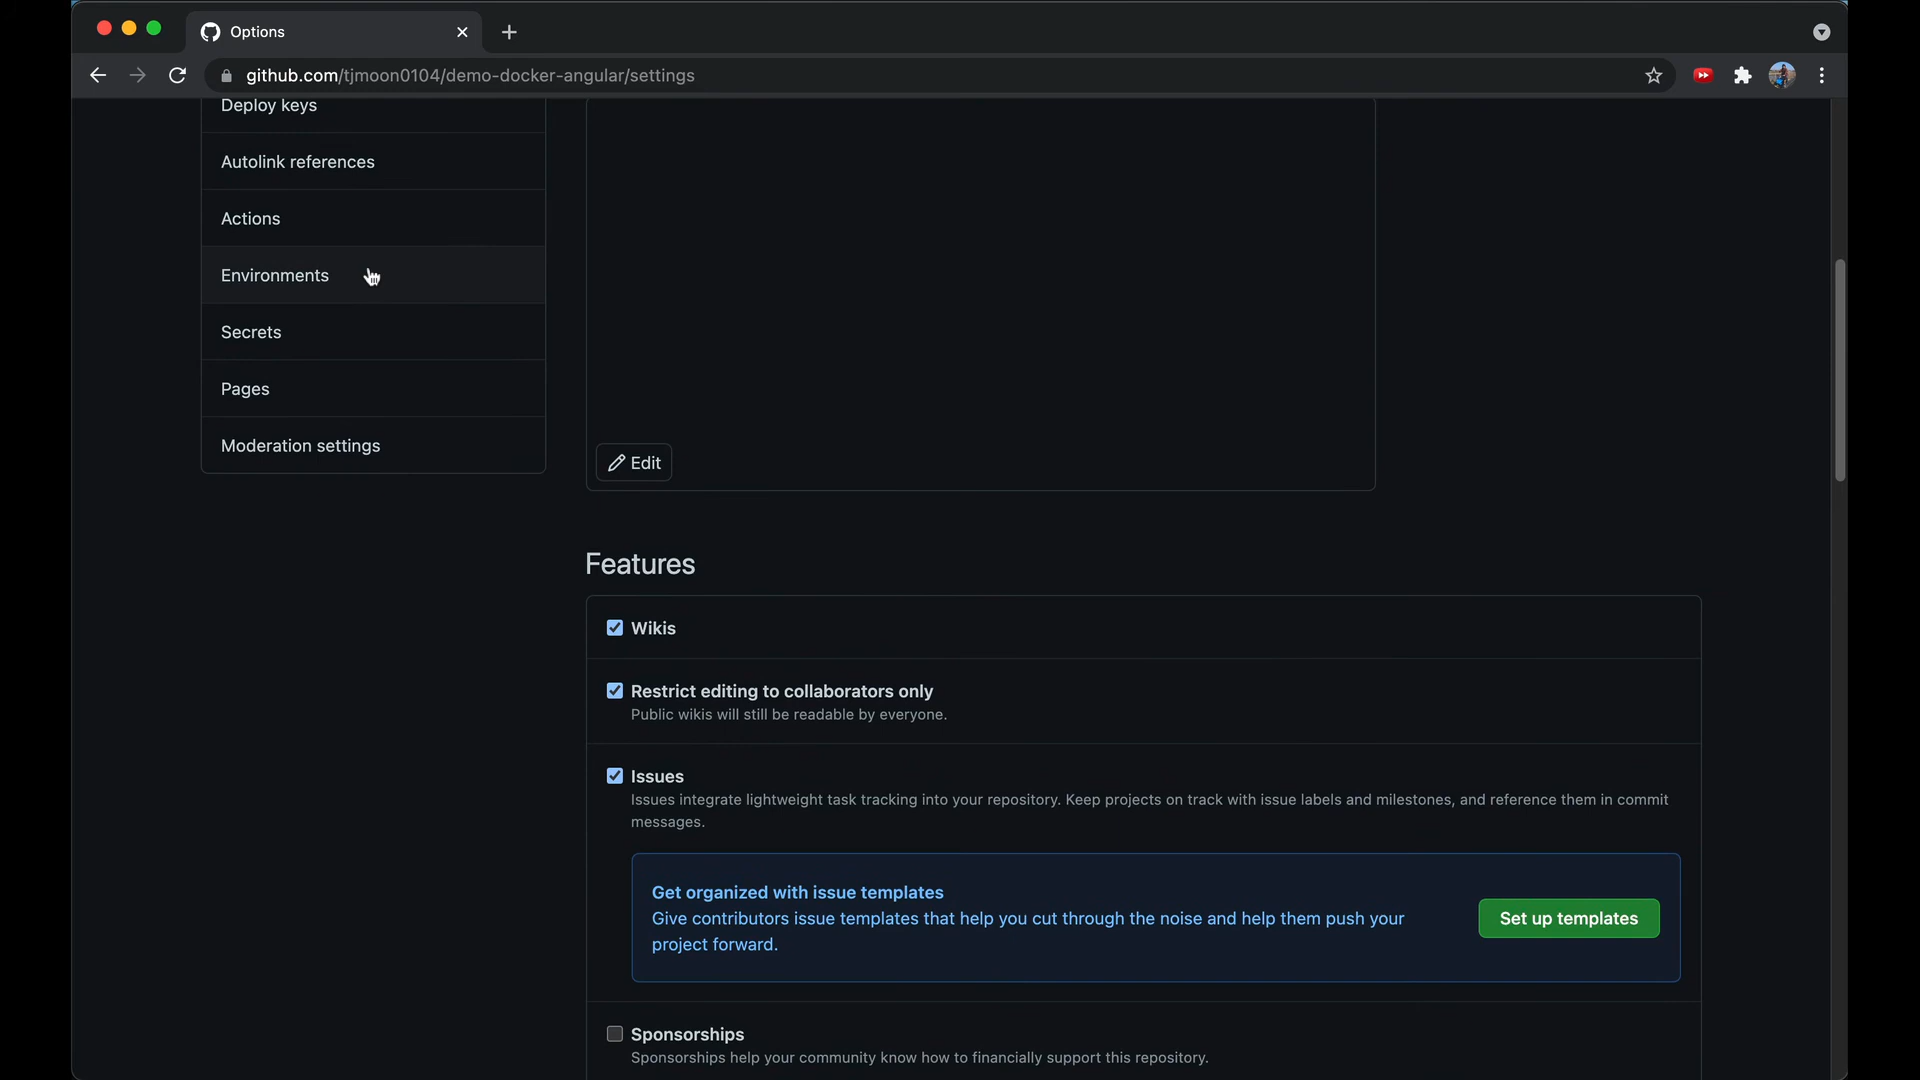 Options
github.com/tjmoon0104/demo-docker-angular/settings
Deploy keys
Autolink references
Actions
Environments
Secrets
Pages
Moderation settings
Edit
Features
Wikis
Restrict editing to collaborators only
Public wikis will still be readable by everyone.
Issues
Issues integrate lightweight task tracking into your repository. Keep projects on track with issue labels and milestones, and reference them in commit
messages.
Get organized with issue templates
Give contributors issue templates that help you cut through the noise and help them push your
project forward.
Set up templates
Sponsorships
Sponsorships help your community know how to financially support this repository.